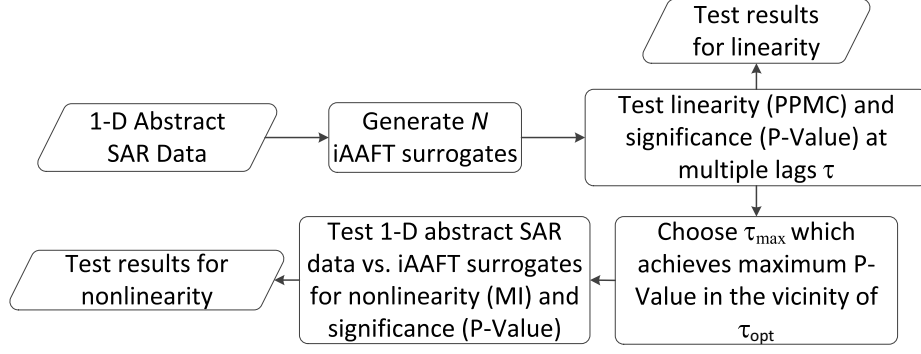 Test results
for linearity
1-D Abstract
SAR Data
Generate N
iAAFT surrogates
Test linearity (PPMC) and
significance (P-Value) at
multiple lags τ
Choose τmax which
achieves maximum P-
Value in the vicinity of
τopt
Test 1-D abstract SAR
data vs. iAAFT surrogates
for nonlinearity (MI) and
significance (P-Value)
Test results for
nonlinearity